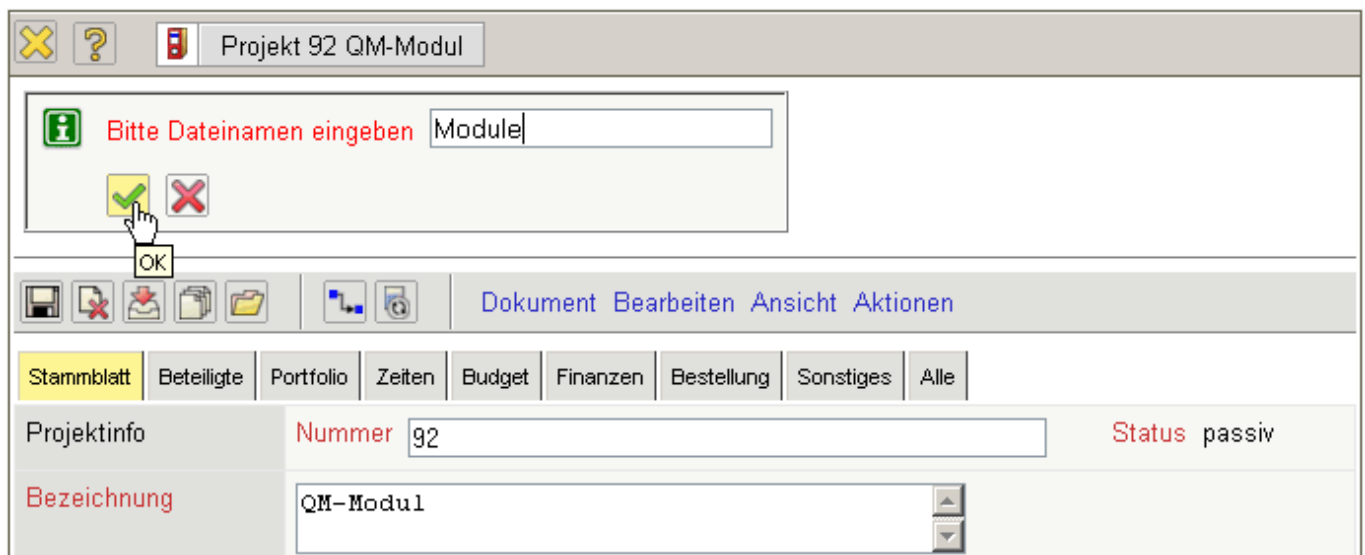 Projekt 92 QM-Modul
Bitte Dateinamen eingeben Module
OK
Dokument Bearbeiten Ansicht Aktionen
Stammblatt Beteiligte Portfolio Zeiten Budget Finanzen Bestellung Sonstiges Alle
Projektinfo Nummer 92 Status passiv
Bezeichnung QM-Modul